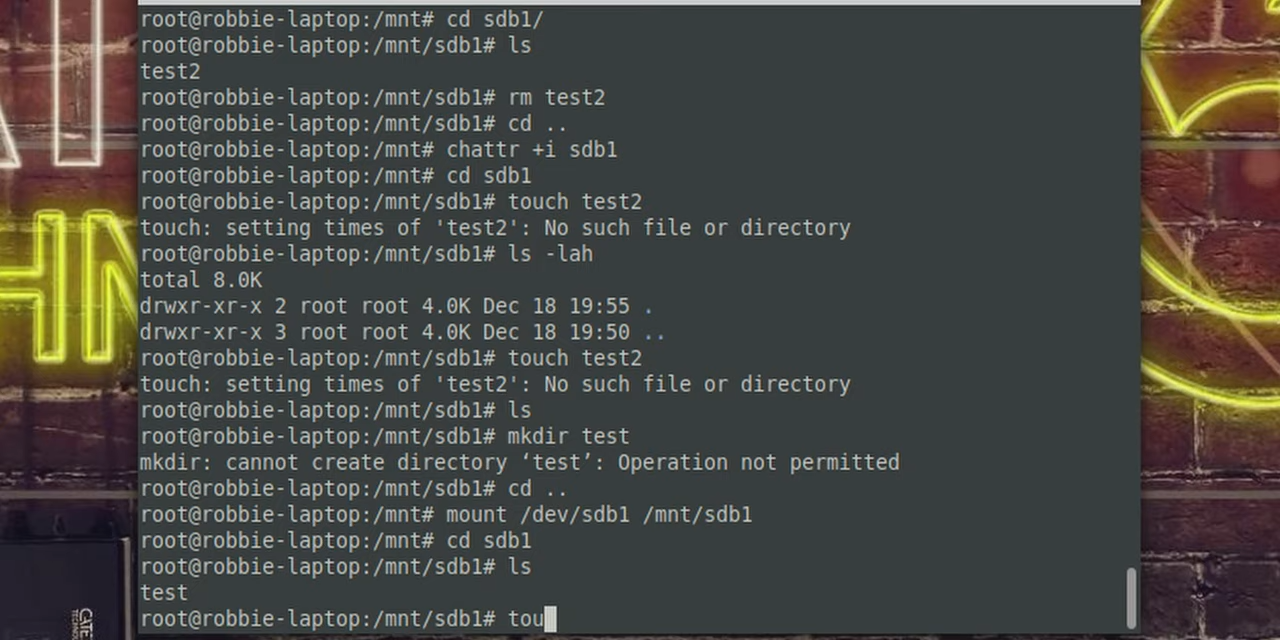 root@robbie-laptop:/mnt# cd sdb1/
root@robbie-laptop:/mnt/sdb1# ls
test2
root@robbie-laptop:/mnt/sdb1# rm test2
root@robbie-laptop:/mnt/sdb1# cd ..
root@robbie-laptop:/mnt# chattr +i sdb1
root@robbie-laptop:/mnt# cd sdb1
root@robbie-laptop:/mnt/sdb1# touch test2
touch: setting times of 'test2': No such file or directory
root@robbie-laptop:/mnt/sdb1# ls -lah
total 8.0K
drwxr-xr-x 2 root root 4.0K Dec 18 19:55 .
drwxr-xr-x 3 root root 4.0K Dec 18 19:50 ..
root@robbie-laptop:/mnt/sdb1# touch test2
touch: setting times of 'test2': No such file or directory
root@robbie-laptop:/mnt/sdb1# ls
root@robbie-laptop:/mnt/sdb1# mkdir test
mkdir: cannot create directory ‘test’: Operation not permitted
root@robbie-laptop:/mnt/sdb1# cd ..
root@robbie-laptop:/mnt# mount /dev/sdb1 /mnt/sdb1
root@robbie-laptop:/mnt# cd sdb1
root@robbie-laptop:/mnt/sdb1# ls
test
root@robbie-laptop:/mnt/sdb1# tou